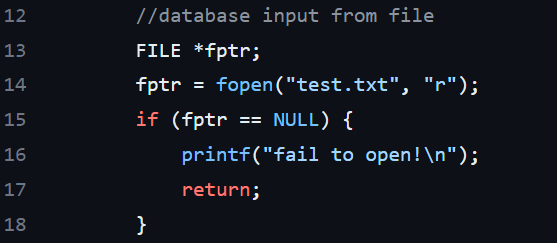 12 //database input from file
13 FILE *fptr;
14 fptr = fopen("test.txt", "r");
15 if (fptr == NULL) {
16 printf("fail to open!\n");
17 return;
18 }